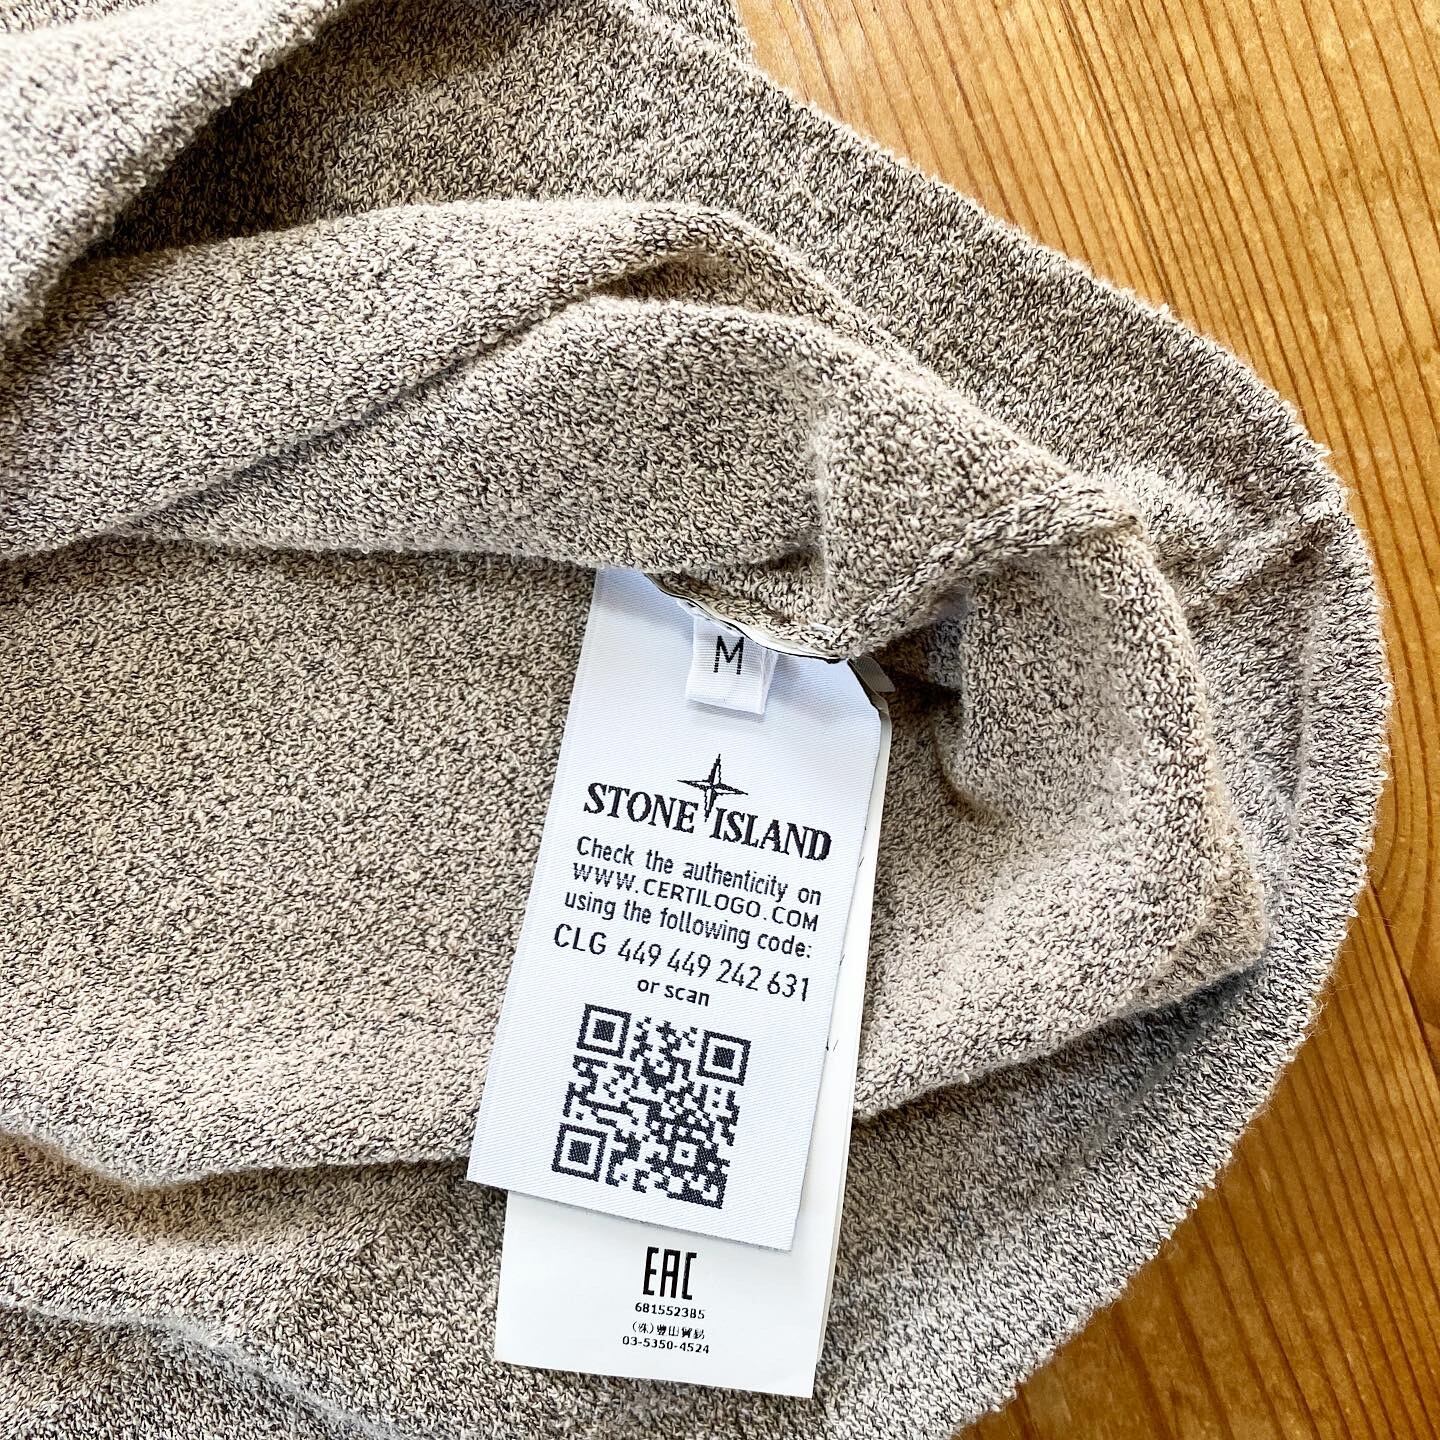 M
STONE ISLAND
Check the authenticity on
WWW.CERTILOGO.COM
using the following code:
CLG 449 449 242 631
or scan
EAC
681552385
(株)
03-5350-4524